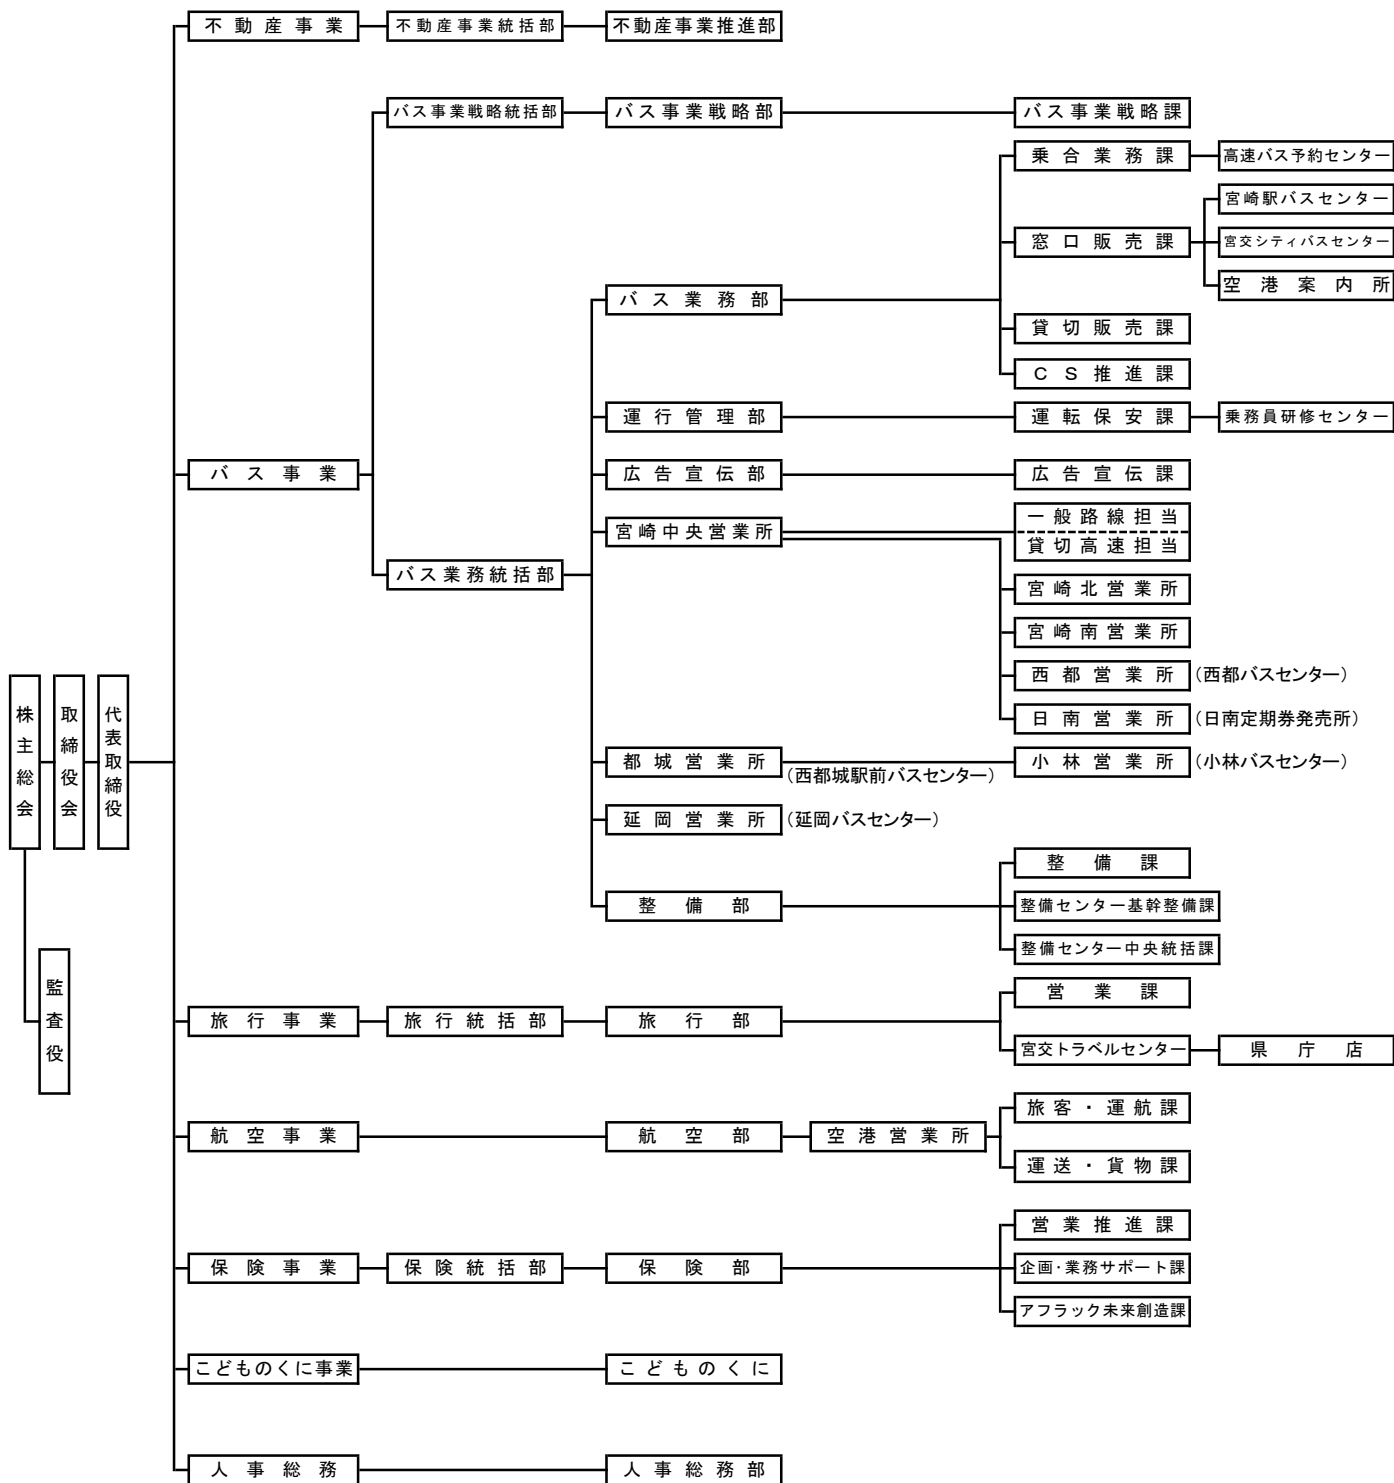 不動産事業
不動産事業統括部
不動産事業推進部
バス事業戦略統括部
バス事業戦略部
バス事業戦略課
乗合業務課
高速バス予約センター
宮崎駅バスセンター
窓口販売課
宮交シティバスセンター
空港案内所
バス業務部
貸切販売課
CS推進課
運行管理部
運転保安課
乗務員研修センター
バス事業
広告宣伝部
広告宣伝課
宮崎中央営業所
一般路線担当
貸切高速担当
バス業務統括部
宮崎北営業所
宮崎南営業所
西都営業所
(西都バスセンター)
日南営業所
(日南定期券発売所)
株主総会
取締役会
代表取締役
都城営業所
(西都城駅前バスセンター)
小林営業所
(小林バスセンター)
延岡営業所
(延岡バスセンター)
整備課
整備部
整備センター基幹整備課
整備センター中央統括課
監査役
営業課
旅行事業
旅行統括部
旅行部
宮交トラベルセンター
県庁店
旅客・運航課
航空事業
航空部
空港営業所
運送・貨物課
営業推進課
保険事業
保険統括部
保険部
企画・業務サポート課
アフラック未来創造課
こどものくに事業
こどものくに
人事総務
人事総務部